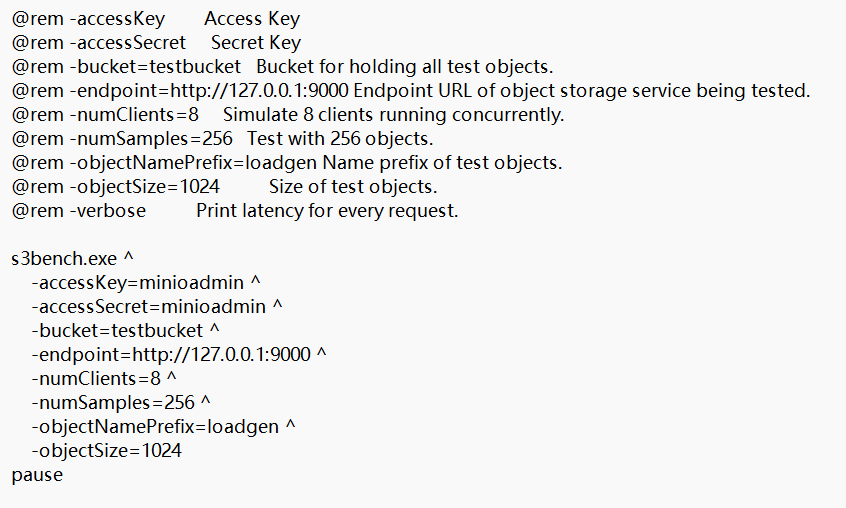 @rem -accessKey        Access Key
@rem -accessSecret     Secret Key
@rem -bucket=testbucket   Bucket for holding all test objects.
@rem -endpoint=http://127.0.0.1:9000 Endpoint URL of object storage service being tested.
@rem -numClients=8     Simulate 8 clients running concurrently.
@rem -numSamples=256   Test with 256 objects.
@rem -objectNamePrefix=loadgen Name prefix of test objects.
@rem -objectSize=1024          Size of test objects.
@rem -verbose          Print latency for every request.

s3bench.exe ^
    -accessKey=minioadmin ^
    -accessSecret=minioadmin ^
    -bucket=testbucket ^
    -endpoint=http://127.0.0.1:9000 ^
    -numClients=8 ^
    -numSamples=256 ^
    -objectNamePrefix=loadgen ^
    -objectSize=1024
pause